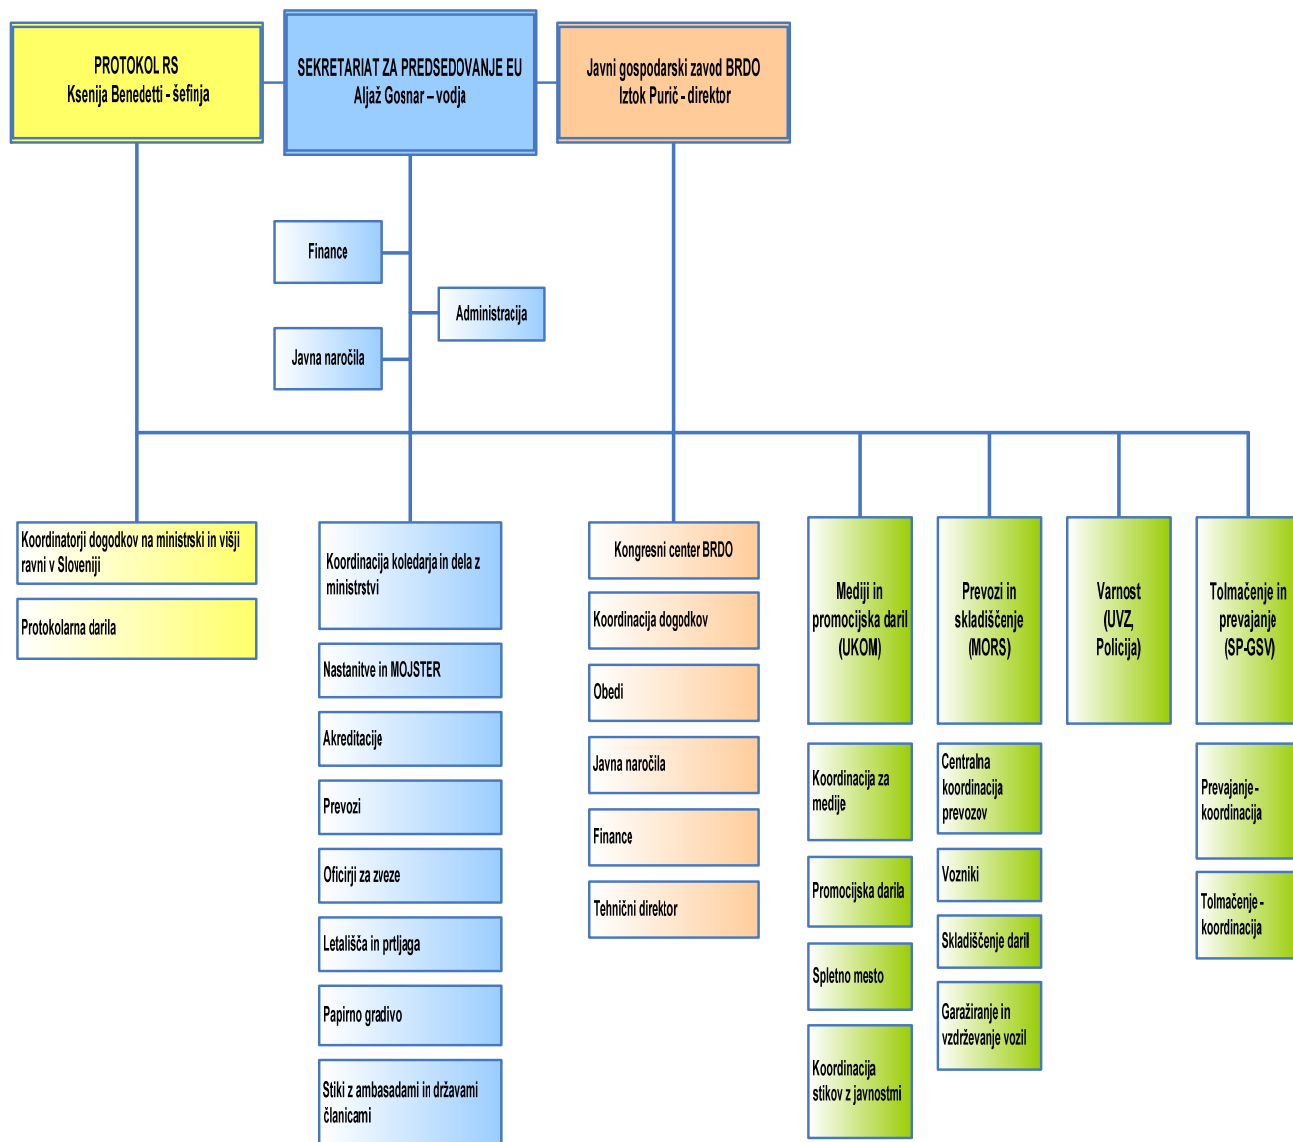 PROTOKOL RS
Ksenija Benedetti - šefinja
SEKRETARIAT ZA PREDSEDOVANJE EU
Aljaž Gosnar – vodja
Javni gospodarski zavod BRDO
Iztok Purič - direktor
Finance
Administracija
Javna naročila
Koordinatorji dogodkov na ministrski in višji
ravni v Sloveniji
Protokolarna darila
Koordinacija koledarja in dela z
ministrstvi
Nastanitve in MOJSTER
Akreditacije
Prevozi
Oficirji za zveze
Letališča in prtljaga
Papirno gradivo
Stiki z ambasadami in državami
članicami
Kongresni center BRDO
Koordinacija dogodkov
Obedi
Javna naročila
Finance
Tehnični direktor
Mediji in
promocijska daril
(UKOM)
Koordinacija za
medije
Promocijska darila
Spletno mesto
Koordinacija
stikov z javnostmi
Prevozi in
skladiščenje
(MORS)
Centralna
koordinacija
prevozov
Vozniki
Skladiščenje daril
Garažiranje in
vzdrževanje vozil
Varnost
(UVZ,
Policija)
Tolmačenje in
prevajanje
(SP-GSV)
Prevajanje -
koordinacija
Tolmačenje -
koordinacija